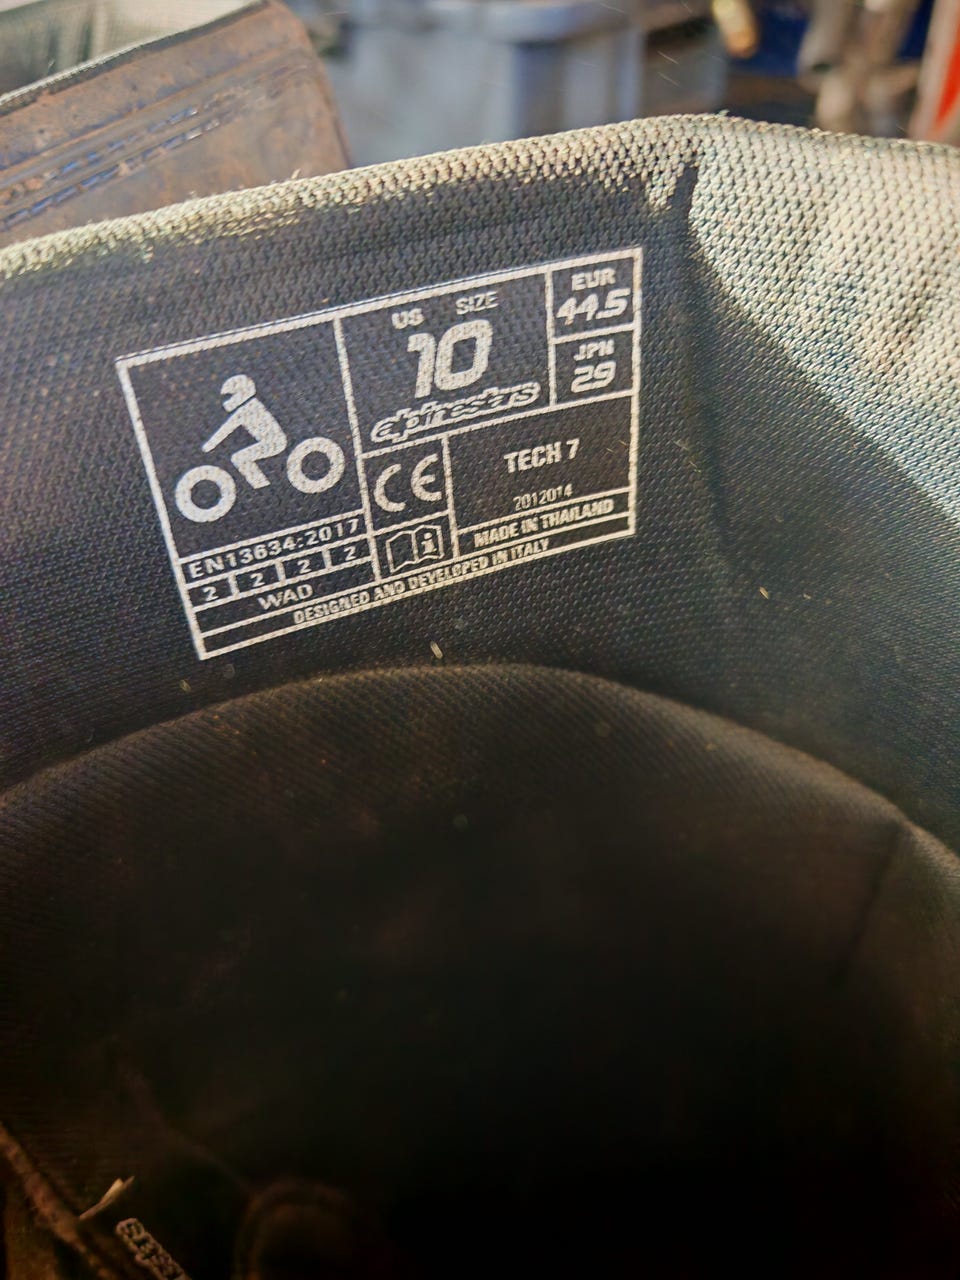 US SIZE
10
alpinestars
EUR
44.5
JPN
29
CE
TECH 7
2012014
EN13634:2017
2 2 2 2
WAD
i
MADE IN THAILAND
DESIGNED AND DEVELOPED IN ITALY